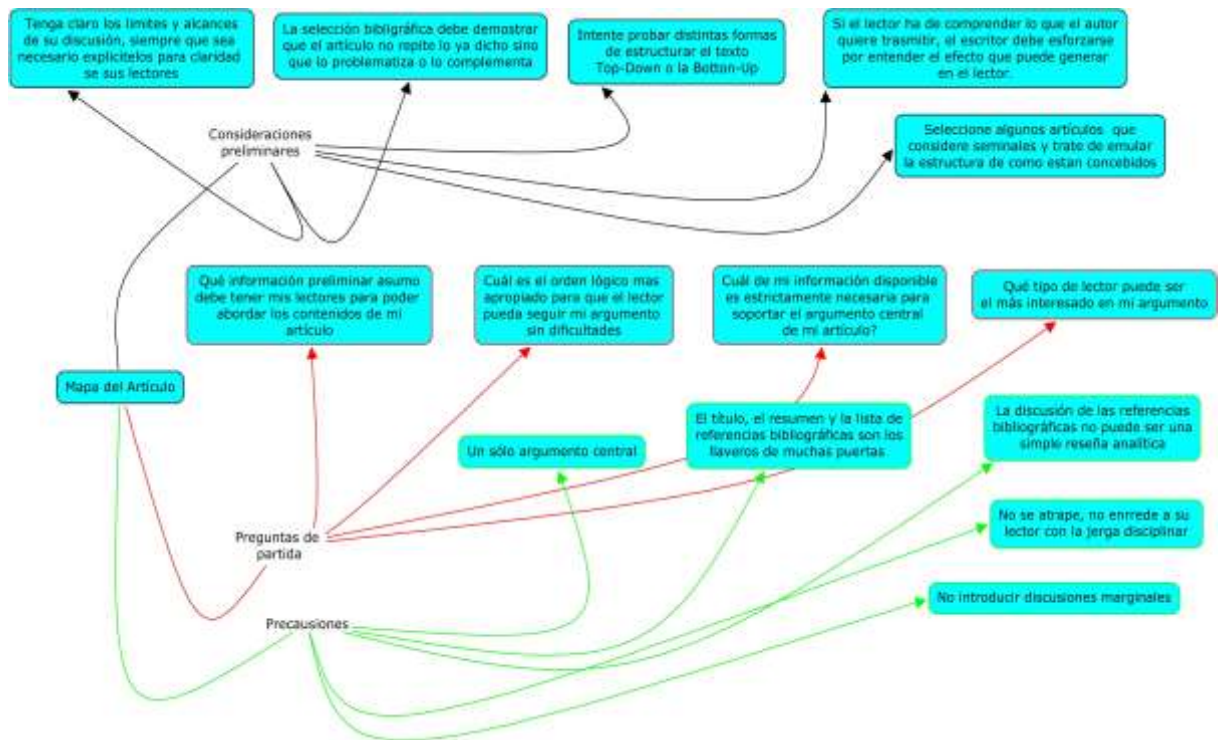 Tenga claro los limites y alcances
de su discusión, siempre que sea
necesario explicitelos para claridad
se sus lectores
La selección bibligráfica debe demostrar
que el artículo no repite lo ya dicho sino
que lo problematiza o lo complementa
Intente probar distintas formas
de estructurar el texto
Top-Down o la Botton-Up
Si el lector ha de comprender lo que el autor
quiere trasmitir, el escritor debe esforzarse
por entender el efecto que puede generar
en el lector.
Consideraciones
preliminares
Seleccione algunos artículos que
considere seminales y trate de emular
la estructura de como estan concebidos
Qué información preliminar asumo
debe tener mis lectores para poder
abordar los contenidos de mi
artículo
Cuál es el orden lógico mas
apropiado para que el lector
pueda seguir mi argumento
sin dificultades
Cuál de mi información disponible
es estrictamente necesaria para
soportar el argumento central
de mi artículo?
Qué tipo de lector puede ser
el más interesado en mi argumento
Mapa del Artículo
Un sólo argumento central
El título, el resumen y la lista de
referencias bibliográficas son los
llaveros de muchas puertas
La discusión de las referencias
bibliográficas no puede ser una
simple reseña analítica
No se atrape, no enrrede a su
lector con la jerga disciplinar
Preguntas de
partida
No introducir discusiones marginales
Precausiones